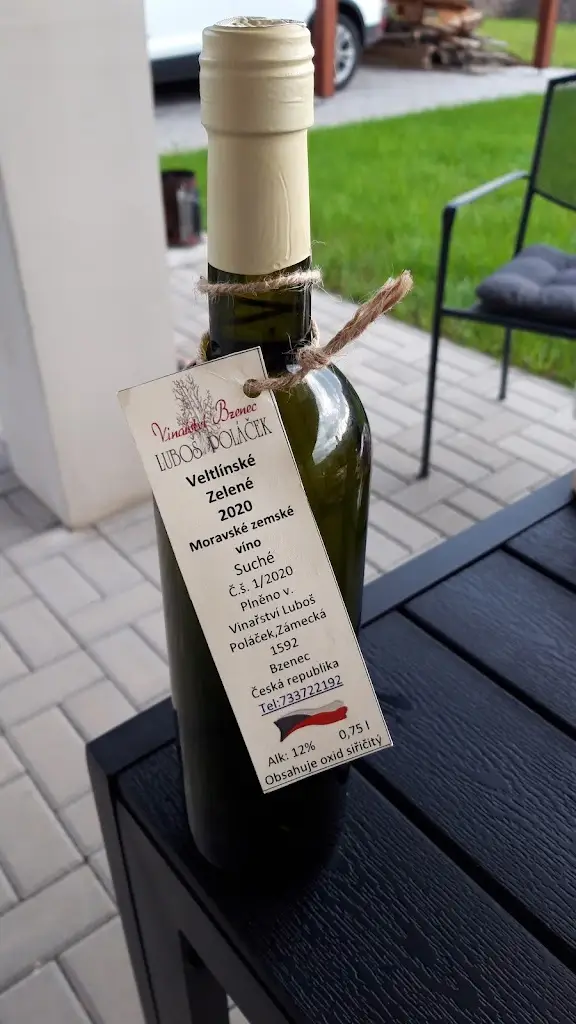 Vinařství Bzenec
LUBOŠ POLÁČEK
Veltlínské
Zelené
2020
Moravské zemské
víno
Suché
Č.š. 1/2020
Plněno v.
Vinařství Luboš
Poláček,Zámecká
1592
Bzenec
Česká republika
Tel:733722192
Alk: 12% 0,75 l
Obsahuje oxid siřičitý